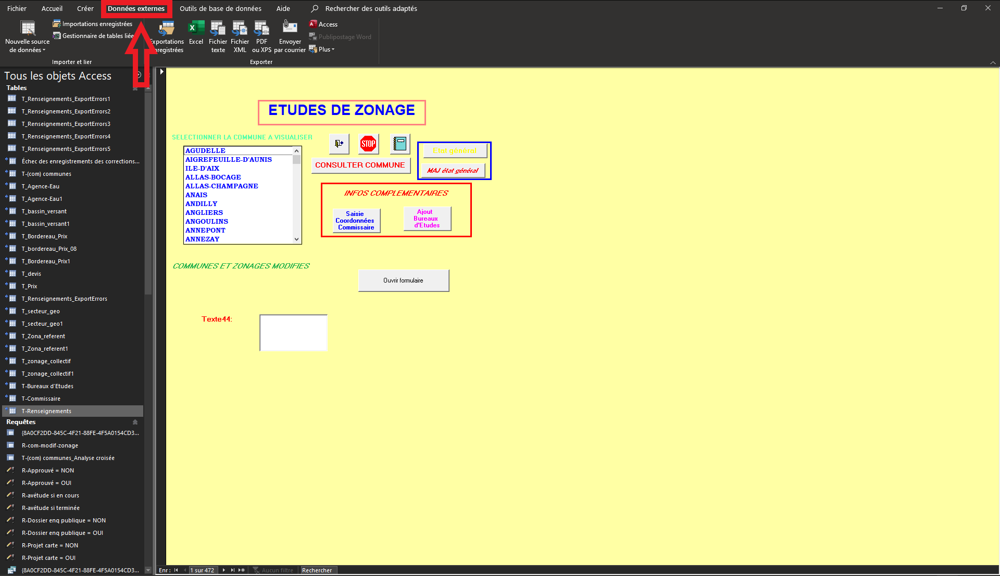 Fichier
Accueil
Créer
Données externes
Outils de base de données
Aide
Rechercher des outils adaptés
Nouvelle source
de données
Importations enregistrées
Gestionnaire de tables
Importer et lier
Excel
Fichier
texte
Fichier
XML
PDF
ou XPS
Envoyer
par courrier
Access
Publipostage Word
Plus
Exporter
Tous les objets Access
Tables
T_Renseignements_ExportErrors1
T_Renseignements_ExportErrors2
T_Renseignements_ExportErrors3
T_Renseignements_ExportErrors4
T_Renseignements_ExportErrors5
Échec des enregistrements des corrections...
T-(com) communes
T_Agence-Eau
T_Agence-Eau1
T_bassin_versant
T_bassin_versant1
T_Bordereau_Prix
T_bordereau_Prix_08
T_Bordereau_Prix1
T_devis
T_Prix
T_Renseignements_ExportErrors
T_secteur_geo
T_secteur_geo1
T_Zona_referent
T_Zona_referent1
T_zonage_collectif
T_zonage_collectif1
T-Bureaux d'Etudes
T-Commissaire
T-Renseignements
Requêtes
{8A0CF2DD-845C-4F21-88FE-4F5A0154CD3...
R-com-modif-zonage
T-(com) communes_Analyse croisée
R-Approuvé = NON
R-Approuvé = OUI
R-avétude si en cours
R-avétude si terminée
R-Dossier enq publique = NON
R-Dossier enq publique = OUI
R-Projet carte = NON
R-Projet carte = OUI
{8A0CF2DD-845C-4F21-88FE-4F5A0154CD3...
ETUDES DE ZONAGE
SELECTIONNER LA COMMUNE A VISUALISER
AGUDELLE
AIGREFEUILLE-D'AUNIS
ILE-D'AIX
ALLAS-BOCAGE
ALLAS-CHAMPAGNE
ANAIS
ANDILLY
ANGLIERS
ANGOULINS
ANNEPONT
ANNEZAY
STOP
CONSULTER COMMUNE
Etat général
MAJ état général
INFOS COMPLEMENTAIRES
Saisie
Coordonnées
Commissaire
Ajout
Bureaux
d'Etudes
COMMUNES ET ZONAGES MODIFIES
Ouvrir formulaire
Texte44:
Enr : 1 sur 472
Aucun filtre
Rechercher